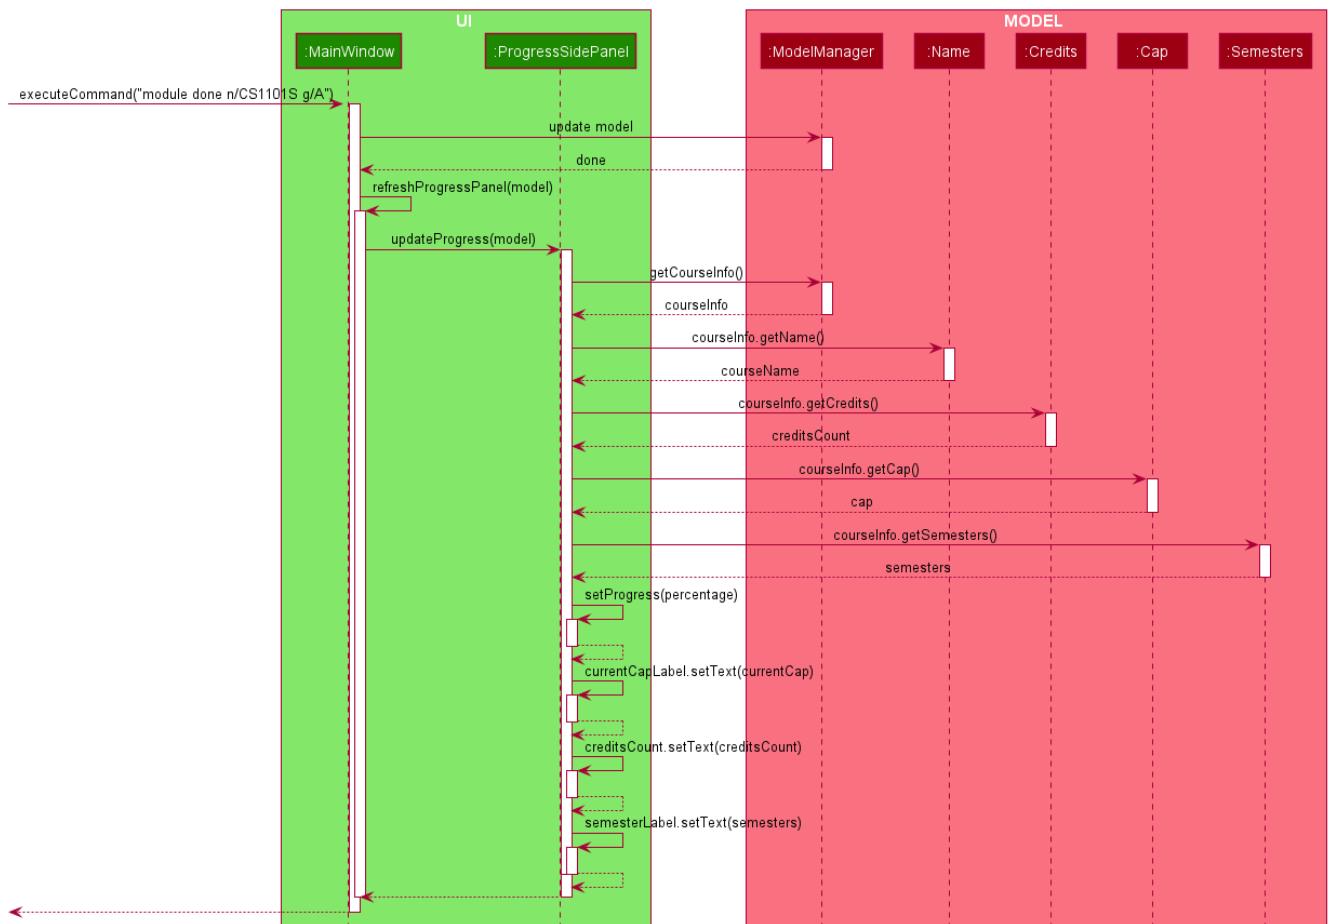 UI
MODEL
:MainWindow
:ProgressSidePanel
:ModelManager
:Name
:Credits
:Cap
:Semesters
executeCommand("module done n/CS1101S g/A")
update model
done
refreshProgressPanel(model)
updateProgress(model)
getCourseInfo()
courseInfo
courseInfo.getName()
courseName
courseInfo.getCredits()
creditsCount
courseInfo.getCap()
cap
courseInfo.getSemesters()
semesters
setProgress(percentage)
currentCapLabel.setText(currentCap)
creditsCount.setText(creditsCount)
semesterLabel.setText(semesters)